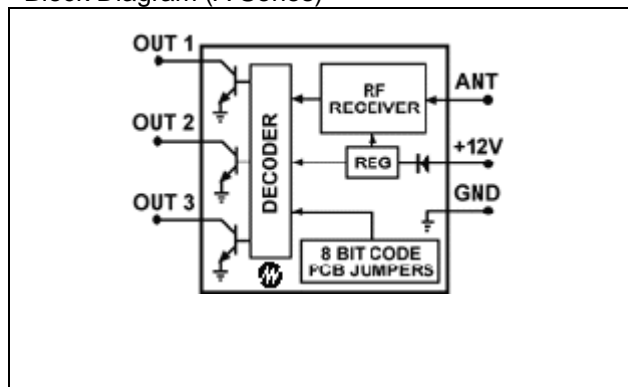 OUT 1
OUT 2
OUT 3
DECODER
RF
RECEIVER
REG
8 BIT CODE
PCB JUMPERS
ANT
+12V
GND